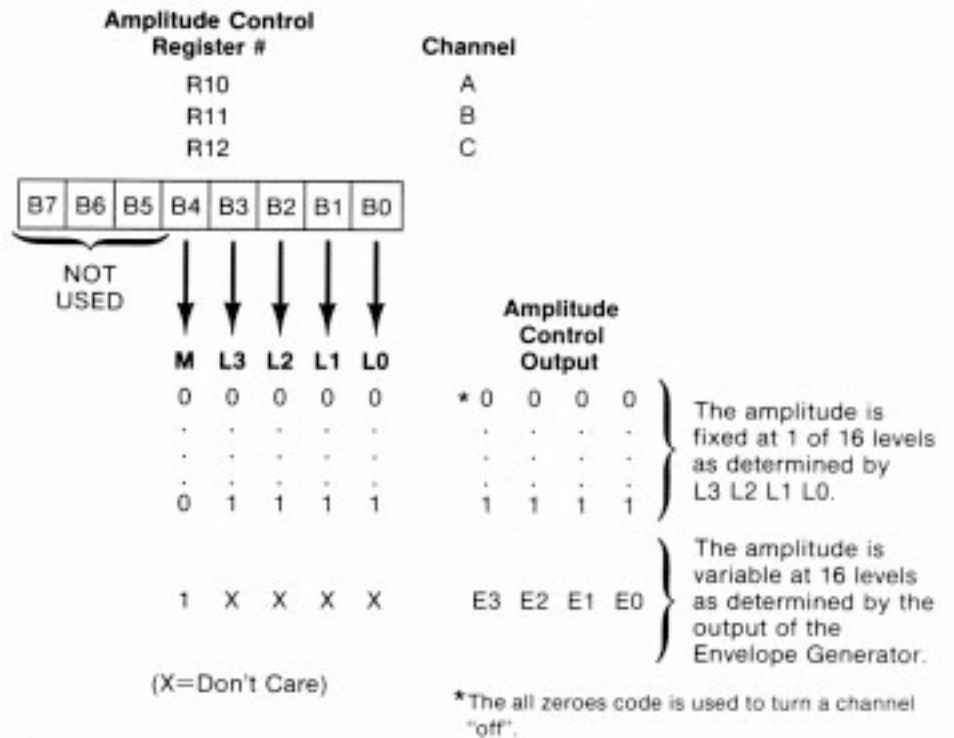 Amplitude Control
Register #
Channel
R10 A
R11 B
R12 C
B7 B6 B5 B4 B3 B2 B1 B0
NOT
USED
Amplitude
Control
Output
M L3 L2 L1 L0
0 0 0 0 0 * 0 0 0 0
. . . . . . . . .
. . . . . . . . .
. . . . . . . . .
0 1 1 1 1 1 1 1 1
The amplitude is
fixed at 1 of 16 levels
as determined by
L3 L2 L1 L0.
1 X X X X E3 E2 E1 E0
The amplitude is
variable at 16 levels
as determined by the
output of the
Envelope Generator.
(X=Don't Care)
*The all zeroes code is used to turn a channel
"off".